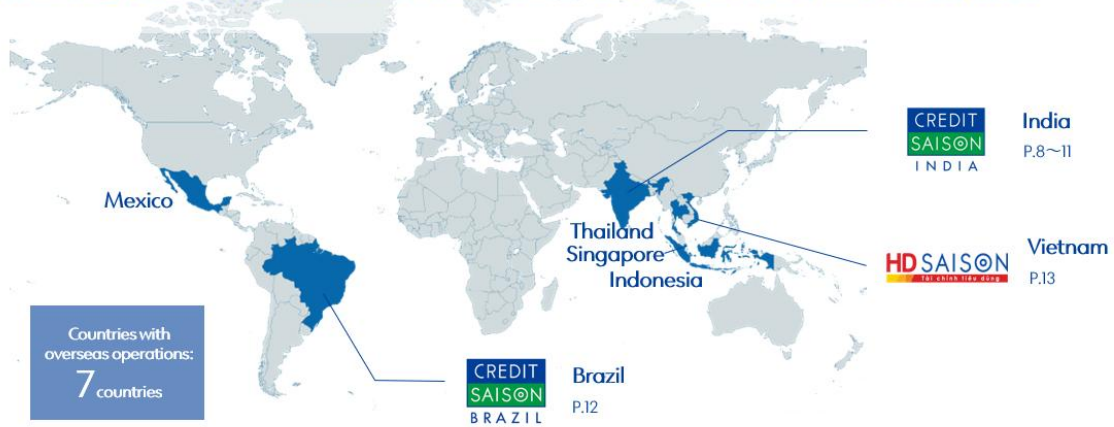 CREDIT
SAISON
INDIA
India
P.8~11
Mexico
Thailand
Singapore
Indonesia
HD SAISON
Tài chính tiêu dùng
Vietnam
P.13
Countries with
overseas operations:
7 countries
CREDIT
SAISON
BRAZIL
Brazil
P.12